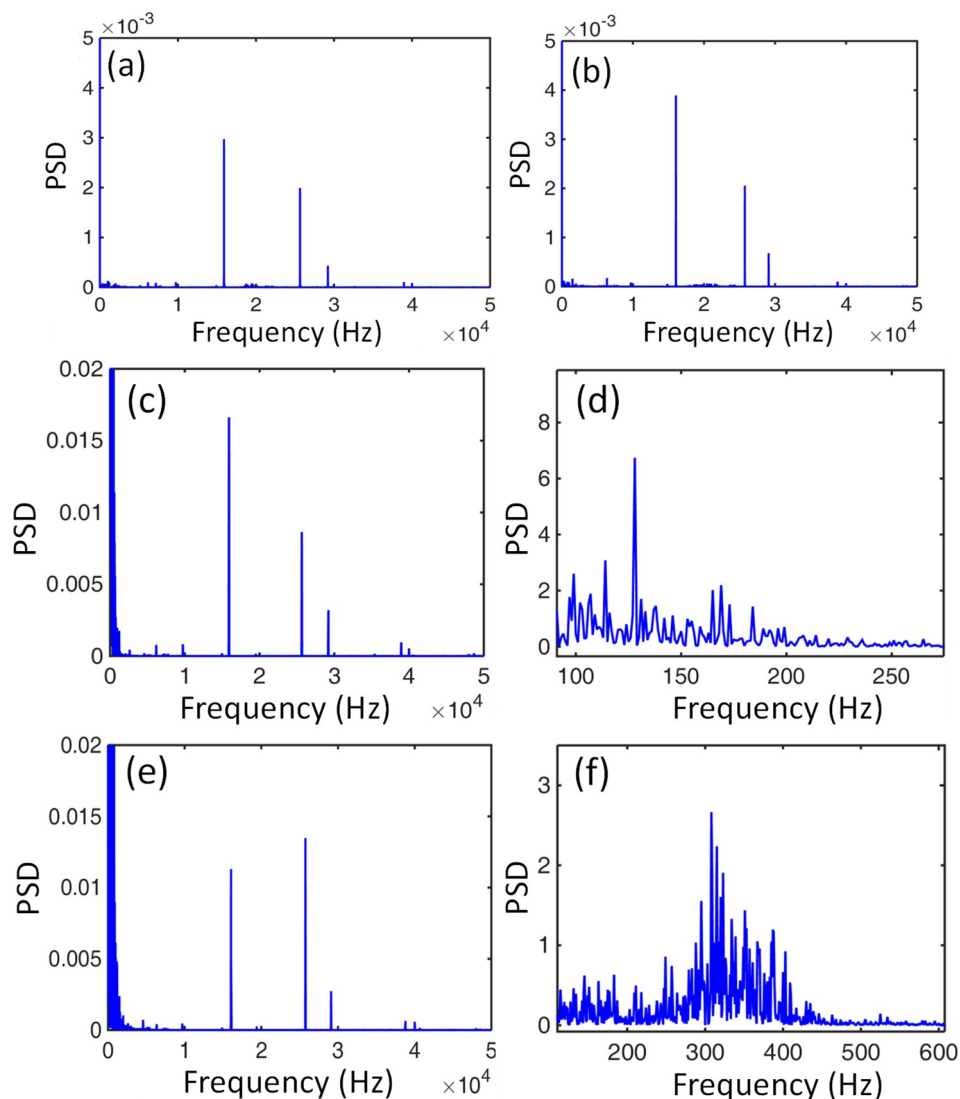 ×10-3
5
(a)
4
3
PSD
2
1
0
0 1 2 3 4 5
Frequency (Hz)
×104
×10-3
5
(b)
4
3
PSD
2
1
0
0 1 2 3 4 5
Frequency (Hz)
×104
0.02
(c)
0.015
PSD
0.01
0.005
0
0 1 2 3 4 5
Frequency (Hz)
×104
(d)
8
6
PSD
4
2
0
100 150 200 250
Frequency (Hz)
0.02
(e)
0.015
PSD
0.01
0.005
0
0 1 2 3 4 5
Frequency (Hz)
×104
(f)
3
2
PSD
1
0
200 300 400 500 600
Frequency (Hz)